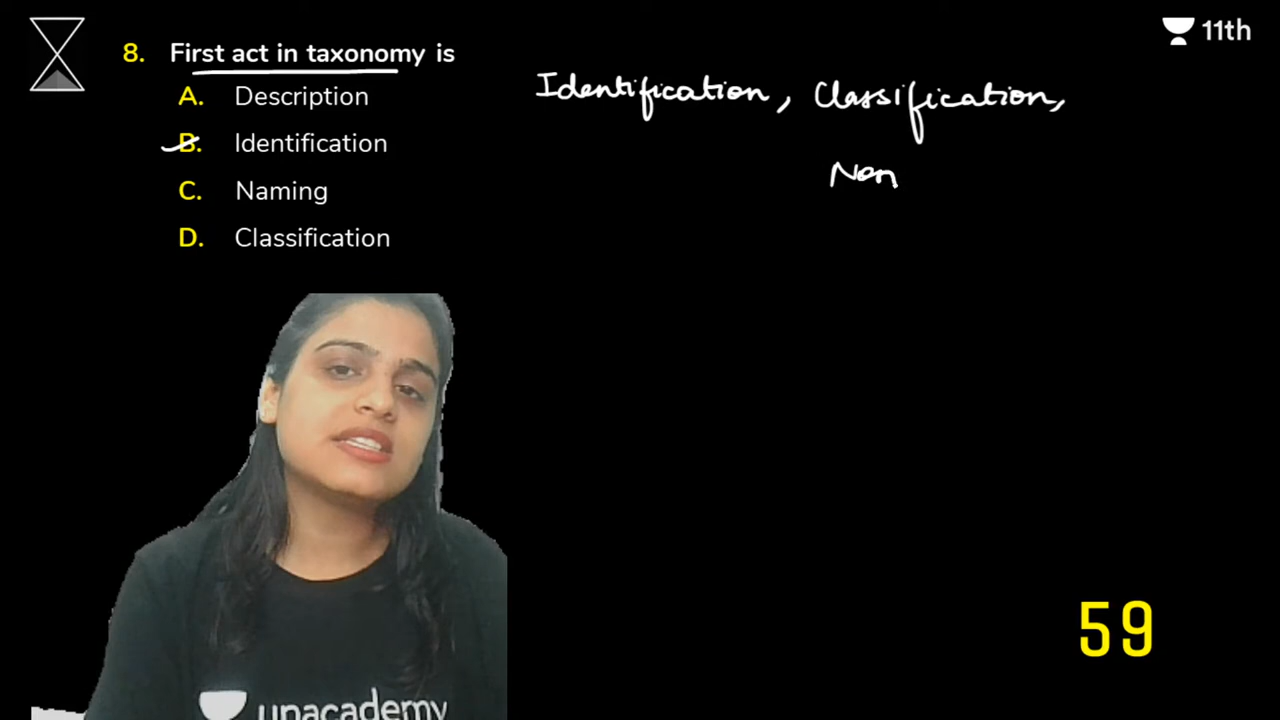 11th
8. First act in taxonomy is
A. Description
B. Identification
C. Naming
D. Classification
Identification, Classification,
Nom
59
unacademy